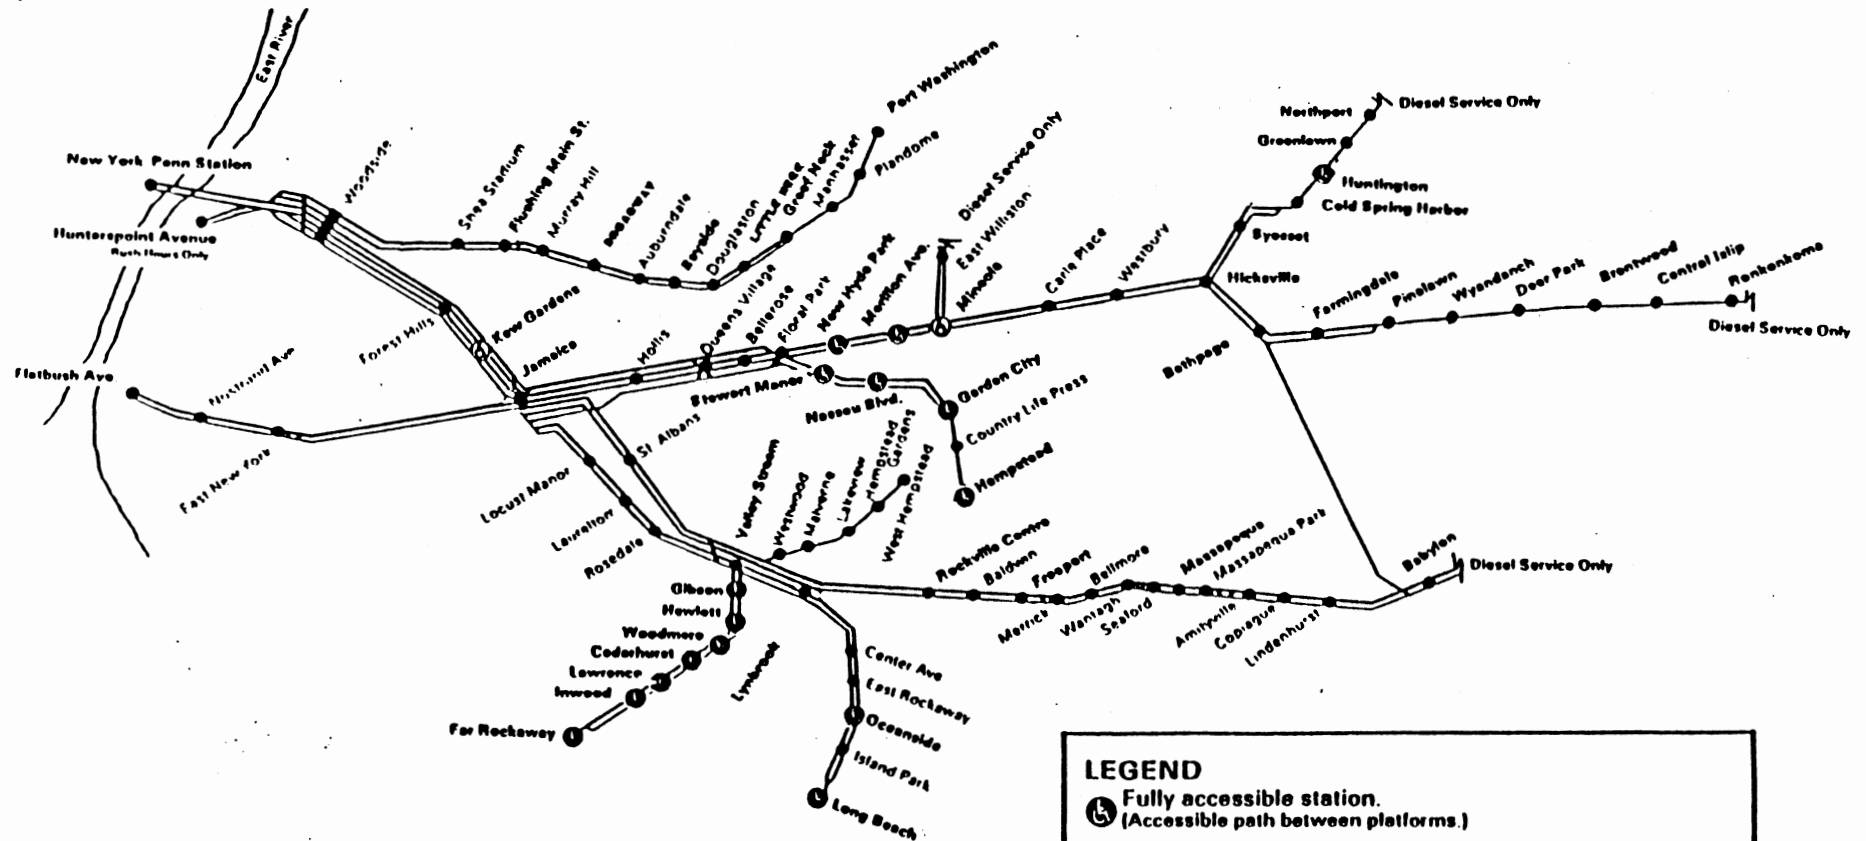 East River
New York Penn Station
Hunterspoint Avenue
Rush Hours Only
Woodside
Shea Stadium
Flushing Main St.
Murray Hill
Broadway
Auburndale
Bayside
Douglaston
Little Neck
Great Neck
Manhasset
Plandome
Port Washington
Forest Hills
Kew Gardens
Jamaica
Flatbush Ave
Nostrand Ave
East New York
Hollis
Queens Village
Bellerose
Floral Park
New Hyde Park
Merillon Ave.
Mineola
East Williston
Diesel Service Only
Carle Place
Westbury
Hicksville
Syosset
Cold Spring Harbor
Huntington
Greenlawn
Northport
Diesel Service Only
Bethpage
Farmingdale
Pinelawn
Wyandanch
Deer Park
Brentwood
Central Islip
Ronkonkoma
Diesel Service Only
Stewart Manor
Nassau Blvd.
Garden City
Country Life Press
Hempstead
St Albans
Locust Manor
Laurelton
Rosedale
Valley Stream
Westwood
Malverne
Lakeview
Hempstead
Gardens
West Hempstead
Gibson
Hewlett
Woodmere
Cedarhurst
Lawrence
Inwood
Far Rockaway
Lynbrook
Center Ave
East Rockaway
Oceanside
Island Park
Long Beach
Rockville Centre
Baldwin
Freeport
Merrick
Bellmore
Wantagh
Seaford
Massapequa
Massapequa Park
Amityville
Copiague
Lindenhurst
Babylon
Diesel Service Only
LEGEND
Fully accessible station.
(Accessible path between platforms.)